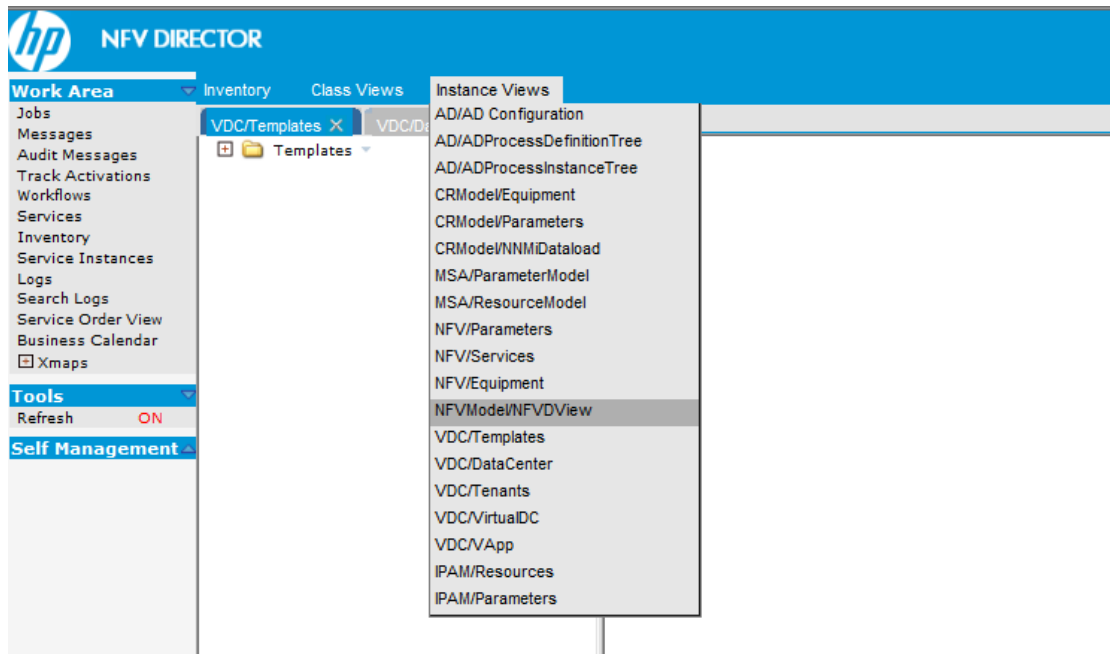 hp NFV DIRECTOR
Work Area
Jobs
Messages
Audit Messages
Track Activations
Workflows
Services
Inventory
Service Instances
Logs
Search Logs
Service Order View
Business Calendar
Xmaps
Tools
Refresh ON
Self Management
Inventory Class Views Instance Views
VDC/Templates VDC/Da
Templates
AD/AD Configuration
AD/ADProcessDefinitionTree
AD/ADProcessInstanceTree
CRModel/Equipment
CRModel/Parameters
CRModel/NNMiDataload
MSA/ParameterModel
MSA/ResourceModel
NFV/Parameters
NFV/Services
NFV/Equipment
NFVModel/NFVDView
VDC/Templates
VDC/DataCenter
VDC/Tenants
VDC/VirtualDC
VDC/VApp
IPAM/Resources
IPAM/Parameters